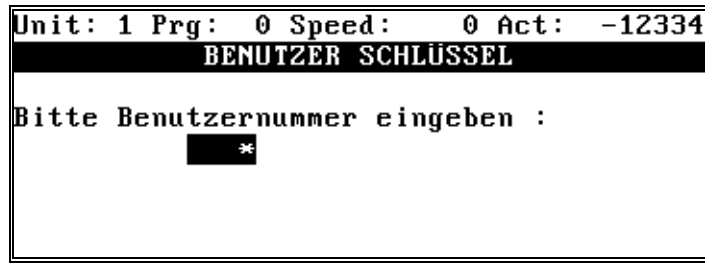 Unit: 1 Prg: 0 Speed: 0 Act: -12334
BENUTZER SCHLÜSSEL
Bitte Benutzernummer eingeben :
*